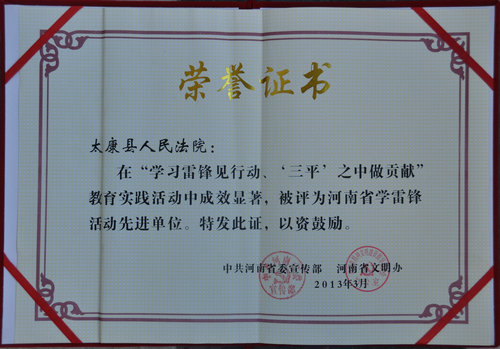 荣誉证书
太康县人民法院：
在“学习雷锋见行动、‘三平’之中做贡献”
教育实践活动中成效显著，被评为河南省学雷锋
活动先进单位。特发此证，以资鼓励。
中共河南省委宣传部 河南省文明办
2013年3月